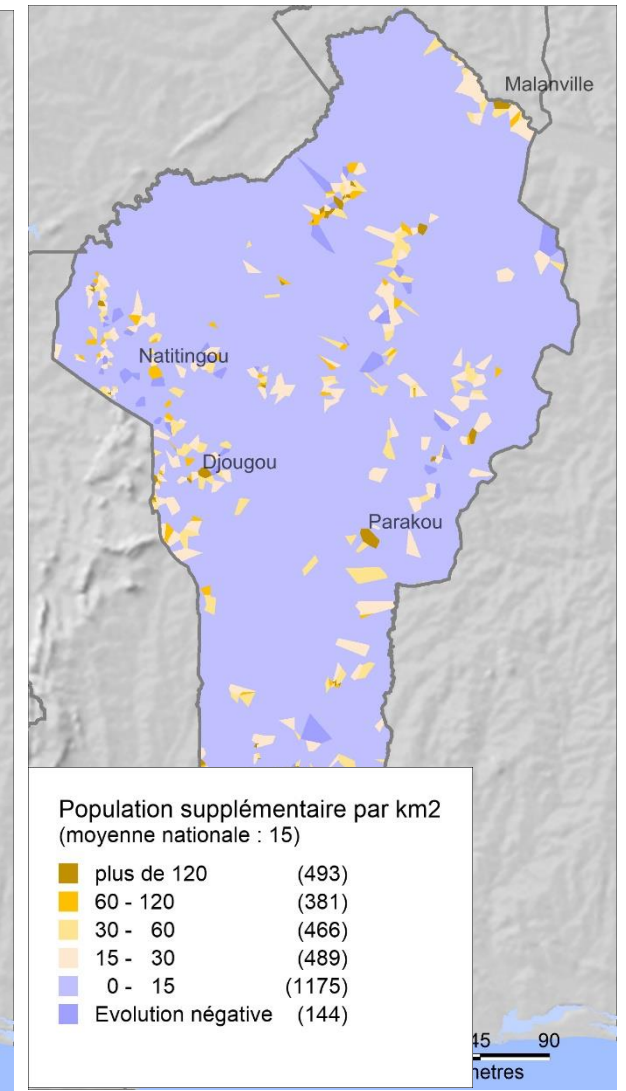 Malanville
Natitingou
Djougou
Parakou
Population supplémentaire par km2
(moyenne nationale : 15)
plus de 120 (493)
60 - 120 (381)
30 - 60 (466)
15 - 30 (489)
0 - 15 (1175)
Evolution négative (144)
45 90